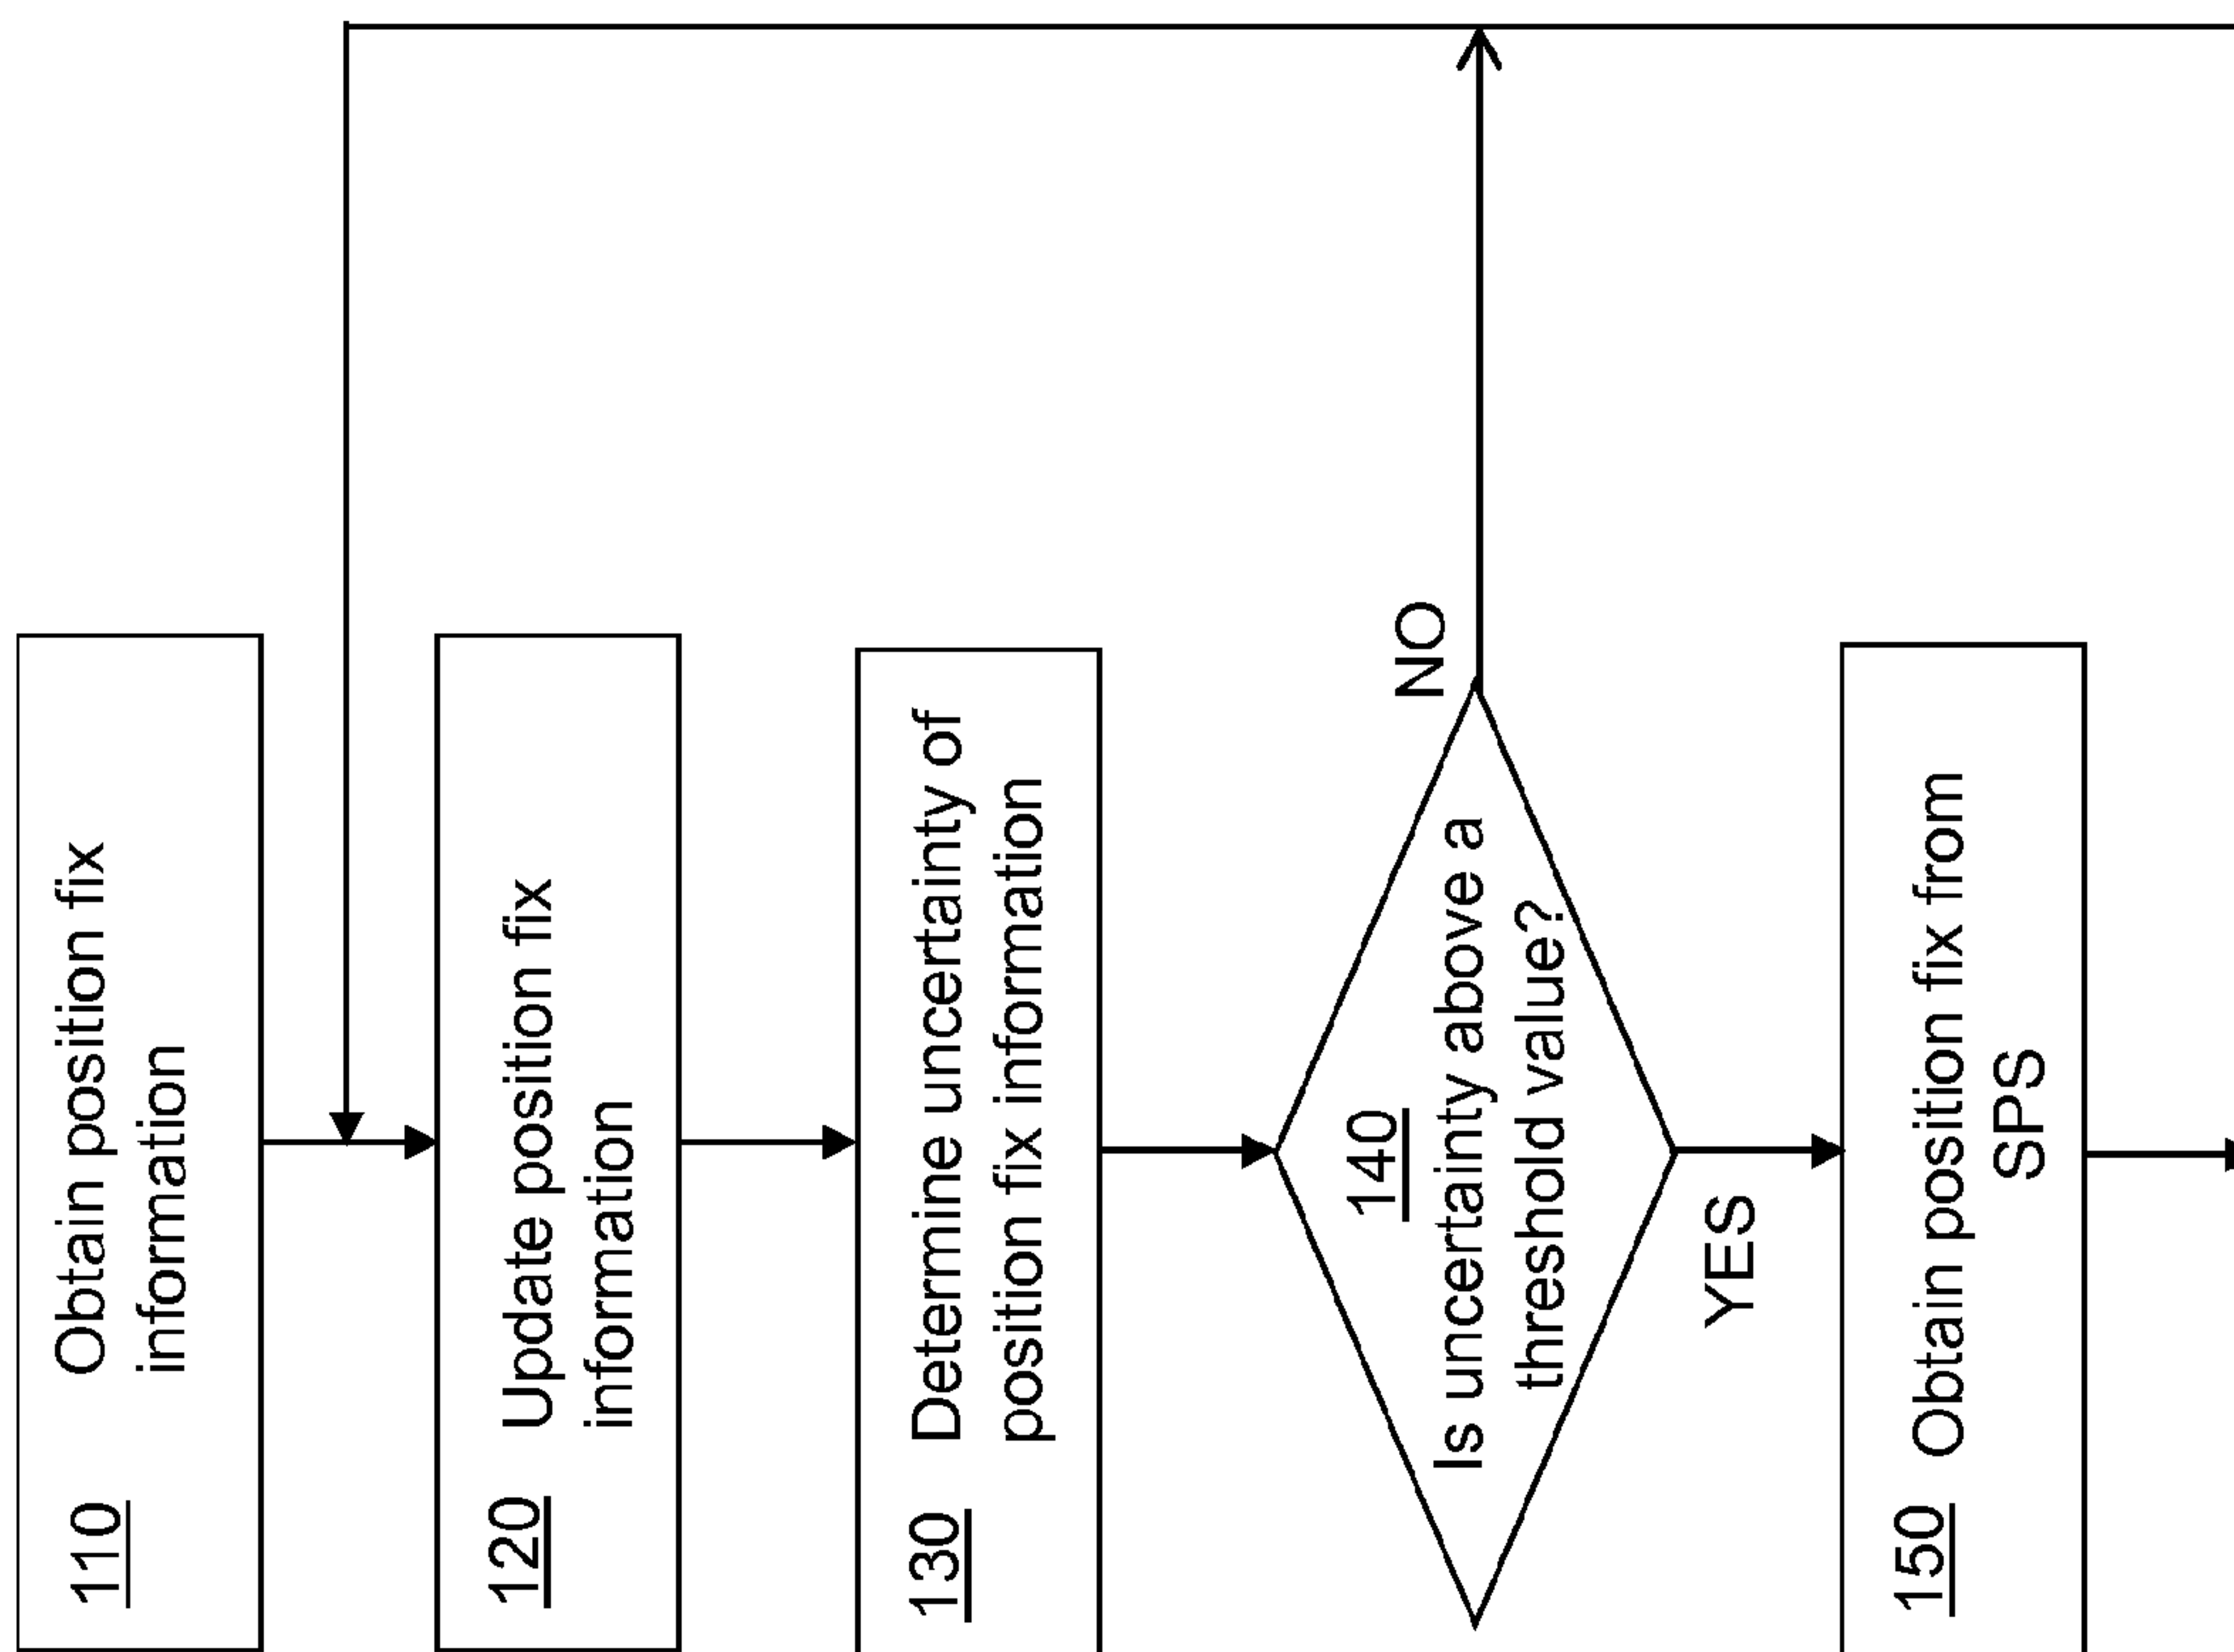 110 Obtain position fix
information
120 Update position fix
information
130 Determine uncertainty of
position fix information
140
Is uncertainty above a
threshold value?
NO
YES
150 Obtain position fix from
SPS